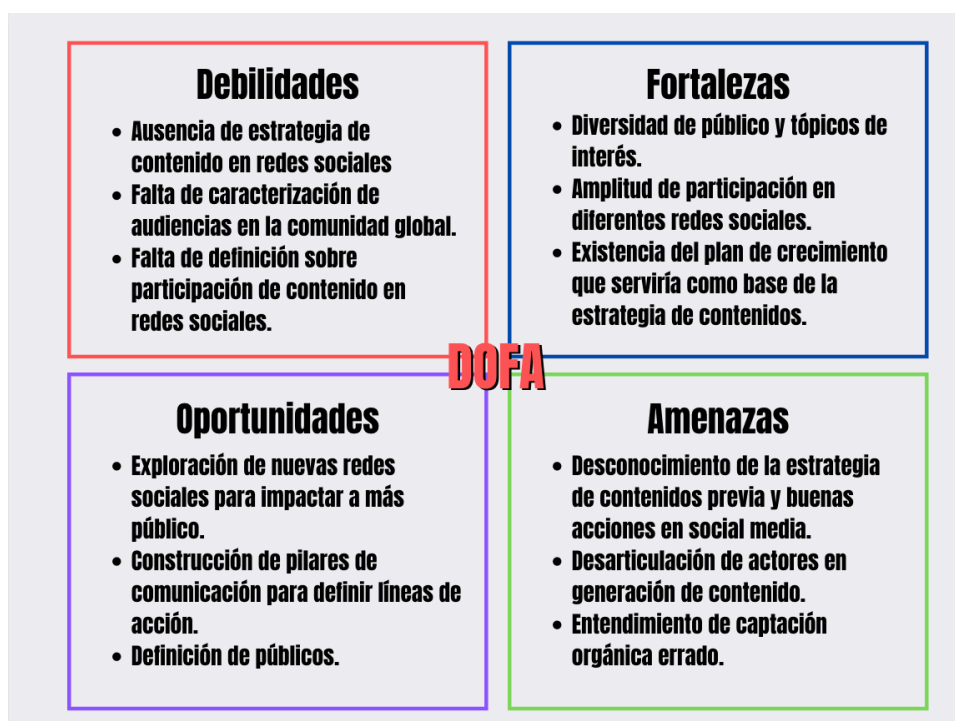 Debilidades
• Ausencia de estrategia de
contenido en redes sociales
• Falta de caracterización de
audiencias en la comunidad global.
• Falta de definición sobre
participación de contenido en
redes sociales.
Fortalezas
• Diversidad de público y tópicos de
interés.
• Amplitud de participación en
diferentes redes sociales.
• Existencia del plan de crecimiento
que serviría como base de la
estrategia de contenidos.
DOFA
Oportunidades
• Exploración de nuevas redes
sociales para impactar a más
público.
• Construcción de pilares de
comunicación para definir líneas de
acción.
• Definición de públicos.
Amenazas
• Desconocimiento de la estrategia
de contenidos previa y buenas
acciones en social media.
• Desarticulación de actores en
generación de contenido.
• Entendimiento de captación
orgánica errado.